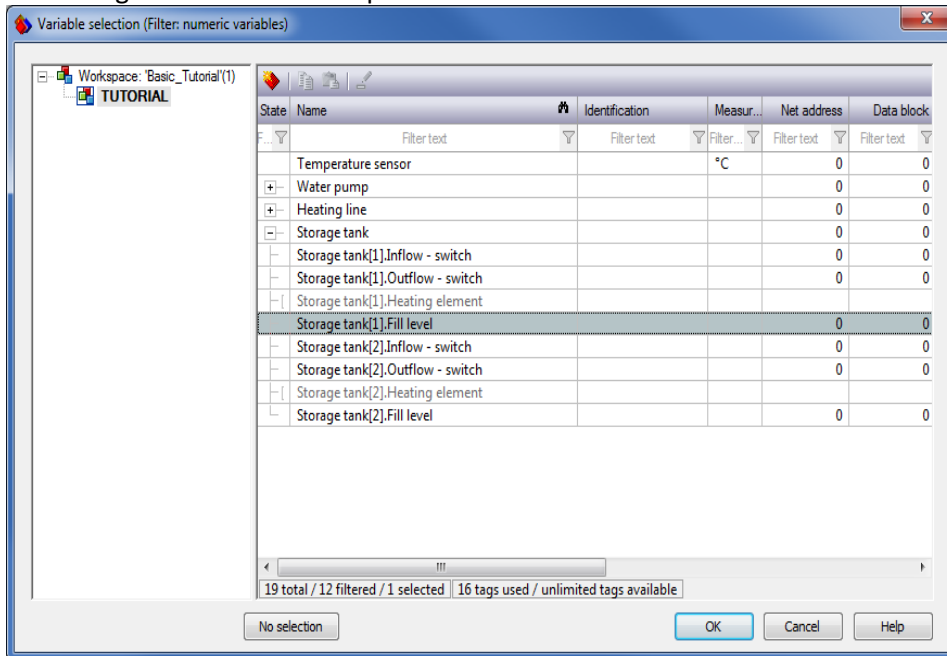 Variable selection (Filter: numeric variables)
Workspace: 'Basic_Tutorial'(1)
TUTORIAL
State Name Identification Measur... Net address Data block
F... Filter text Filter text Filter... Filter text Filter text
Temperature sensor °C 0 0
Water pump 0 0
Heating line 0 0
Storage tank 0 0
Storage tank[1].Inflow - switch 0 0
Storage tank[1].Outflow - switch 0 0
Storage tank[1].Heating element
Storage tank[1].Fill level 0 0
Storage tank[2].Inflow - switch 0 0
Storage tank[2].Outflow - switch 0 0
Storage tank[2].Heating element
Storage tank[2].Fill level 0 0
19 total / 12 filtered / 1 selected 16 tags used / unlimited tags available
No selection OK Cancel Help